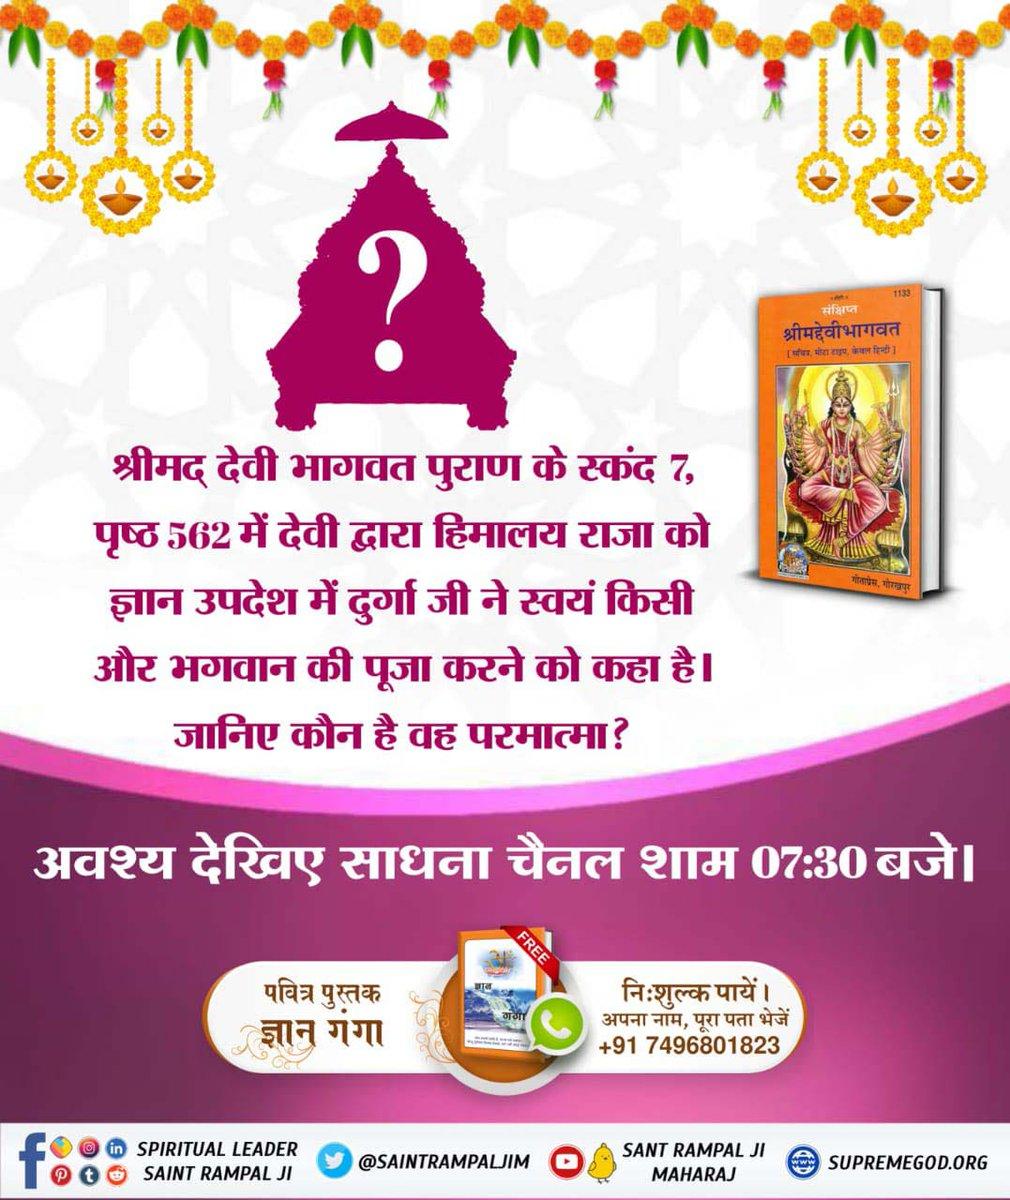 ?
1133
संक्षिप्त
श्रीमद्देवीभागवत
[ सचित्र, मोटा टाइप, केवल हिन्दी ]
गीताप्रेस, गोरखपुर
श्रीमद् देवी भागवत पुराण के स्कंद 7,
पृष्ठ 562 में देवी द्वारा हिमालय राजा को
ज्ञान उपदेश में दुर्गा जी ने स्वयं किसी
और भगवान की पूजा करने को कहा है।
जानिए कौन है वह परमात्मा?
अवश्य देखिए साधना चैनल शाम 07:30 बजे।
पवित्र पुस्तक
ज्ञान गंगा
FREE
ज्ञान
गंगा
नि:शुल्क पायें।
अपना नाम, पूरा पता भेजें
+91 7496801823
SPIRITUAL LEADER
SAINT RAMPAL JI
@SAINTRAMPALJIM
SANT RAMPAL JI
MAHARAJ
SUPREMEGOD.ORG